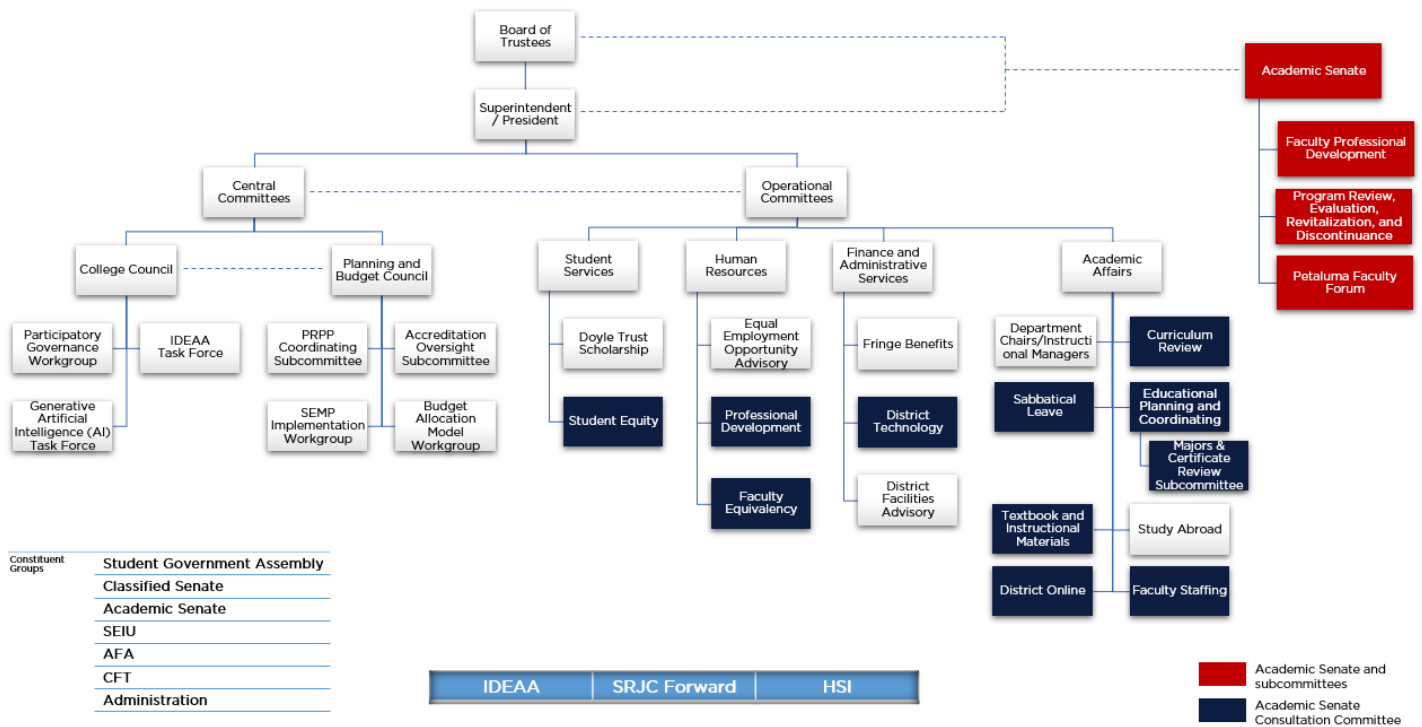 Board of
Trustees
Academic Senate
Superintendent
/ President
Faculty Professional
Development
Central
Committees
Operational
Committees
Program Review,
Evaluation,
Revitalization, and
Discontinuance
College Council
Planning and
Budget Council
Student
Services
Human
Resources
Finance and
Administrative
Services
Academic
Affairs
Petaluma Faculty
Forum
Participatory
Governance
Workgroup
IDEAA
Task Force
PRPP
Coordinating
Subcommittee
Accreditation
Oversight
Subcommittee
Doyle Trust
Scholarship
Equal
Employment
Opportunity
Advisory
Fringe Benefits
Department
Chairs/Instructi
onal Managers
Curriculum
Review
Generative
Artificial
Intelligence (AI)
Task Force
SEMP
Implementation
Workgroup
Budget
Allocation
Model
Workgroup
Student Equity
Professional
Development
District
Technology
Sabbatical
Leave
Educational
Planning and
Coordinating
Majors &
Certificate
Review
Subcommittee
Faculty
Equivalency
District
Facilities
Advisory
Textbook and
Instructional
Materials
Study Abroad
District Online
Faculty Staffing
Constituent
Groups
Student Government Assembly
Classified Senate
Academic Senate
SEIU
AFA
CFT
Administration
IDEAA
SRJC Forward
HSI
Academic Senate and
subcommittees
Academic Senate
Consultation Committee